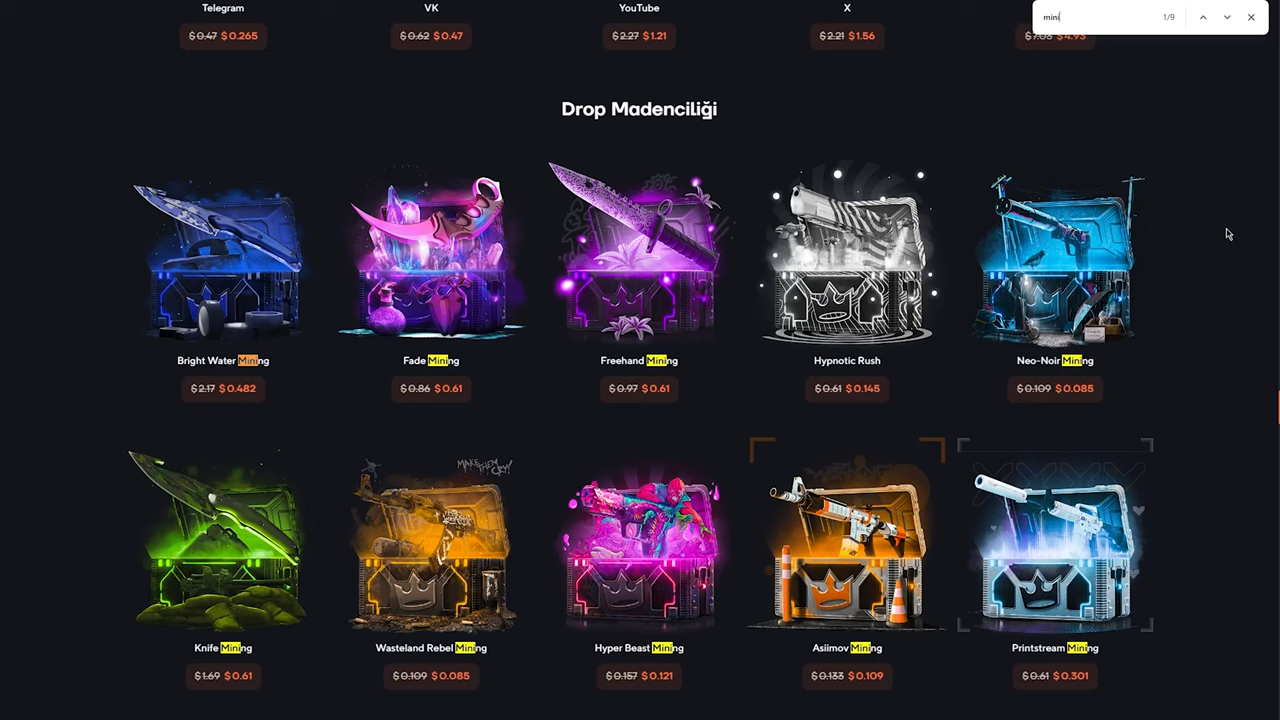 Telegram
VK
YouTube
X
$0.47 $0.265
$0.62 $0.47
$2.27 $1.21
$2.21 $1.56
mini
1/9
Drop Madenciliği
Bright Water Mining
Fade Mining
Freehand Mining
Hypnotic Rush
Neo-Noir Mining
$2.17 $0.482
$0.86 $0.61
$0.97 $0.61
$0.61 $0.145
$0.109 $0.085
MAKE THEM CRY!
Knife Mining
Wasteland Rebel Mining
Hyper Beast Mining
Asiimov Mining
Printstream Mining
$1.69 $0.61
$0.109 $0.085
$0.157 $0.121
$0.133 $0.109
$0.61 $0.301